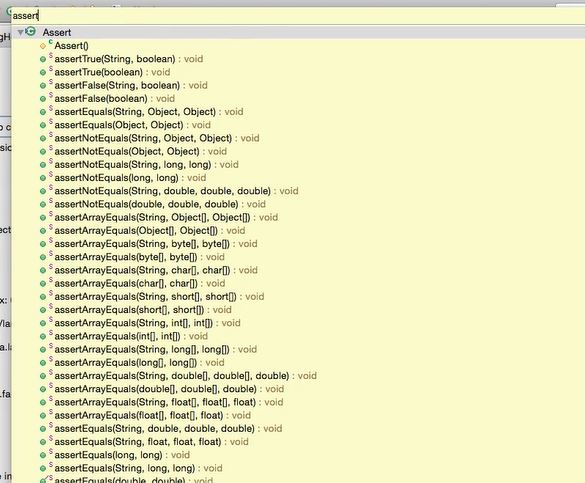 assert
Assert
Assert()
assertTrue(String, boolean) : void
assertTrue(boolean) : void
assertFalse(String, boolean) : void
assertFalse(boolean) : void
assertEquals(String, Object, Object) : void
assertEquals(Object, Object) : void
assertNotEquals(String, Object, Object) : void
assertNotEquals(Object, Object) : void
assertNotEquals(String, long, long) : void
assertNotEquals(long, long) : void
assertNotEquals(String, double, double, double) : void
assertNotEquals(double, double, double) : void
assertArrayEquals(String, Object[], Object[]) : void
assertArrayEquals(Object[], Object[]) : void
assertArrayEquals(String, byte[], byte[]) : void
assertArrayEquals(byte[], byte[]) : void
assertArrayEquals(String, char[], char[]) : void
assertArrayEquals(char[], char[]) : void
assertArrayEquals(String, short[], short[]) : void
assertArrayEquals(short[], short[]) : void
assertArrayEquals(String, int[], int[]) : void
assertArrayEquals(int[], int[]) : void
assertArrayEquals(String, long[], long[]) : void
assertArrayEquals(long[], long[]) : void
assertArrayEquals(String, double[], double[], double) : void
assertArrayEquals(double[], double[], double) : void
assertArrayEquals(String, float[], float[], float) : void
assertArrayEquals(float[], float[], float) : void
assertEquals(String, double, double, double) : void
assertEquals(String, float, float, float) : void
assertEquals(long, long) : void
assertEquals(String, long, long) : void
assertEquals(double, double) : void